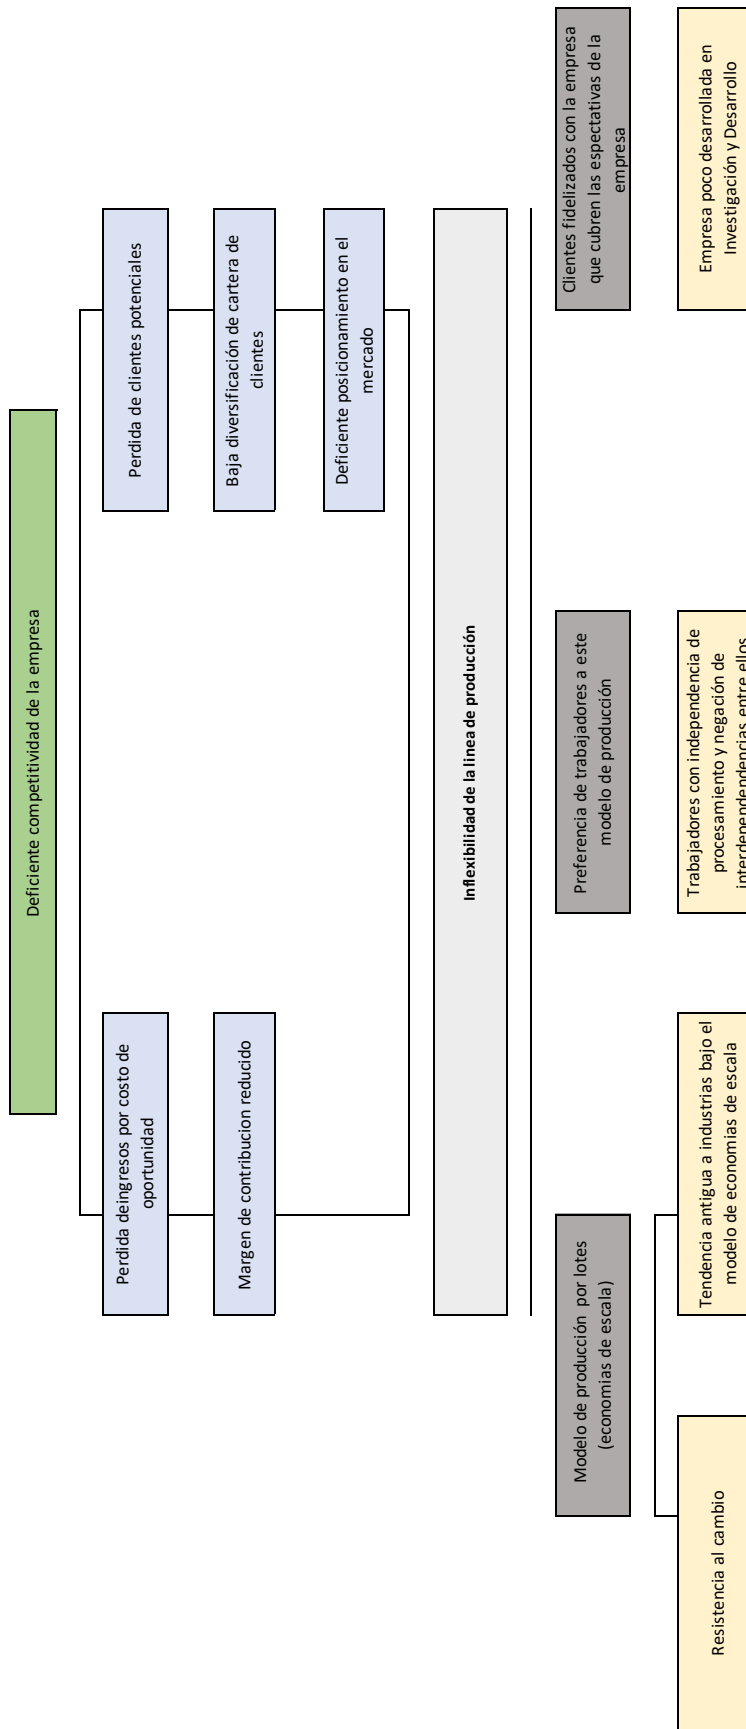 Deficiente competitividad de la empresa
Perdida deingresos por costo de
oportunidad
Perdida de clientes potenciales
Margen de contribucion reducido
Baja diversificación de cartera de
clientes
Deficiente posicionamiento en el
mercado
Inflexibilidad de la linea de producción
Modelo de producción por lotes
(economias de escala)
Preferencia de trabajadores a este
modelo de producción
Clientes fidelizados con la empresa
que cubren las espectativas de la
empresa
Resistencia al cambio
Tendencia antigua a industrias bajo el
modelo de economias de escala
Trabajadores con independencia de
procesamiento y negación de
interdependendencias entre ellos
Empresa poco desarrollada en
Investigación y Desarrollo